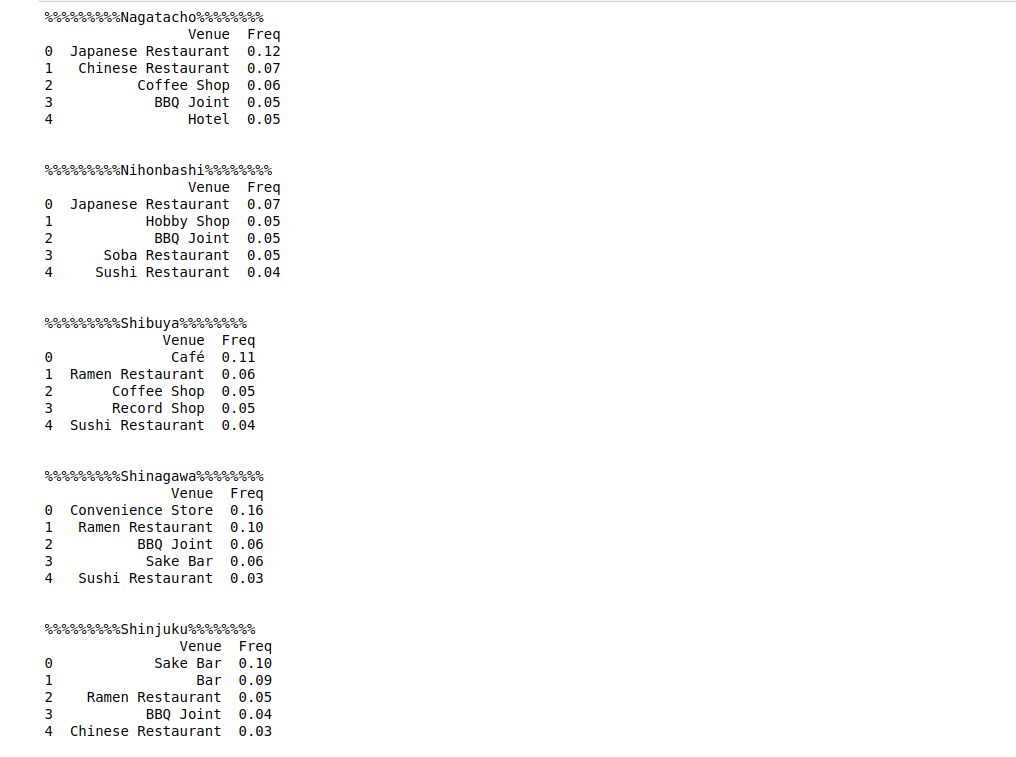 %%%%%%%%%Nagatacho%%%%%%%%
Venue Freq
0 Japanese Restaurant 0.12
1 Chinese Restaurant 0.07
2 Coffee Shop 0.06
3 BBQ Joint 0.05
4 Hotel 0.05
%%%%%%%%%Nihonbashi%%%%%%%%
Venue Freq
0 Japanese Restaurant 0.07
1 Hobby Shop 0.05
2 BBQ Joint 0.05
3 Soba Restaurant 0.05
4 Sushi Restaurant 0.04
%%%%%%%%%Shibuya%%%%%%%%
Venue Freq
0 Café 0.11
1 Ramen Restaurant 0.06
2 Coffee Shop 0.05
3 Record Shop 0.05
4 Sushi Restaurant 0.04
%%%%%%%%%Shinagawa%%%%%%%%
Venue Freq
0 Convenience Store 0.16
1 Ramen Restaurant 0.10
2 BBQ Joint 0.06
3 Sake Bar 0.06
4 Sushi Restaurant 0.03
%%%%%%%%%Shinjuku%%%%%%%%
Venue Freq
0 Sake Bar 0.10
1 Bar 0.09
2 Ramen Restaurant 0.05
3 BBQ Joint 0.04
4 Chinese Restaurant 0.03